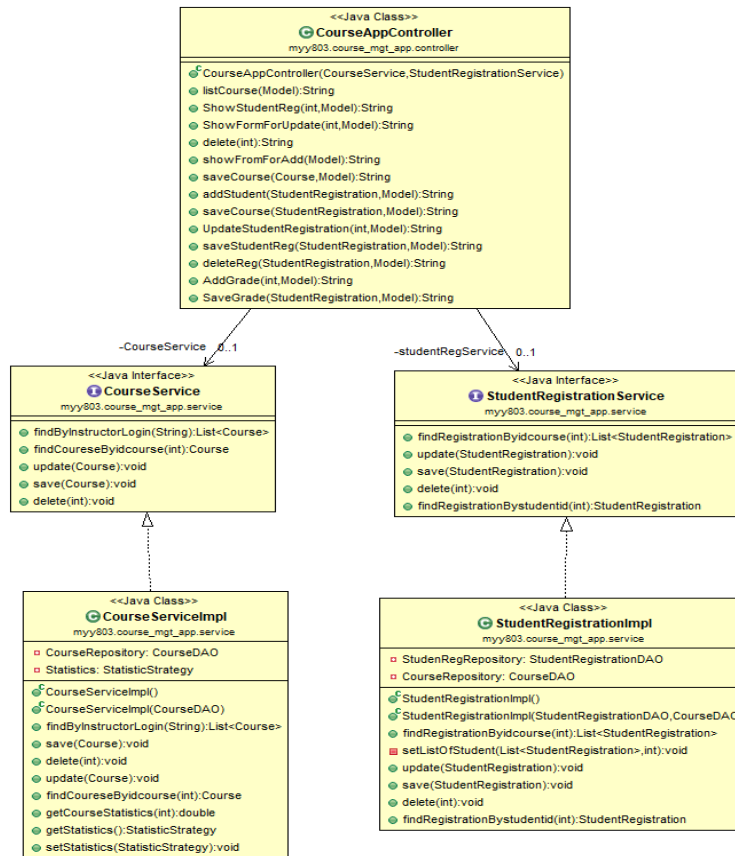 <<Java Class>>
CourseAppController
myy803.course_mgt_app.controller
CourseAppController(CourseService,StudentRegistrationService)
listCourse(Model):String
ShowStudentReg(int,Model):String
ShowFormForUpdate(int,Model):String
delete(int):String
showFromForAdd(Model):String
saveCourse(Course,Model):String
addStudent(StudentRegistration,Model):String
saveCourse(StudentRegistration,Model):String
UpdateStudentRegistration(int,Model):String
saveStudentReg(StudentRegistration,Model):String
deleteReg(StudentRegistration,Model):String
AddGrade(int,Model):String
SaveGrade(StudentRegistration,Model):String
-CourseService 0..1
-studentRegService 0..1
<<Java Interface>>
CourseService
myy803.course_mgt_app.service
findByInstructorLogin(String):List<Course>
findCoureseByidcourse(int):Course
update(Course):void
save(Course):void
delete(int):void
<<Java Interface>>
StudentRegistrationService
myy803.course_mgt_app.service
findRegistrationByidcourse(int):List<StudentRegistration>
update(StudentRegistration):void
save(StudentRegistration):void
delete(int):void
findRegistrationBystudentid(int):StudentRegistration
<<Java Class>>
CourseServiceImpl
myy803.course_mgt_app.service
CourseRepository: CourseDAO
Statistics: StatisticStrategy
CourseServiceImpl()
CourseServiceImpl(CourseDAO)
findByInstructorLogin(String):List<Course>
save(Course):void
delete(int):void
update(Course):void
findCoureseByidcourse(int):Course
getCourseStatistics(int):double
getStatistics():StatisticStrategy
setStatistics(StatisticStrategy):void
<<Java Class>>
StudentRegistrationImpl
myy803.course_mgt_app.service
StudenRegRepository: StudentRegistrationDAO
CourseRepository: CourseDAO
StudentRegistrationImpl()
StudentRegistrationImpl(StudentRegistrationDAO,CourseDAO
findRegistrationByidcourse(int):List<StudentRegistration>
setListOfStudent(List<StudentRegistration>,int):void
update(StudentRegistration):void
save(StudentRegistration):void
delete(int):void
findRegistrationBystudentid(int):StudentRegistration